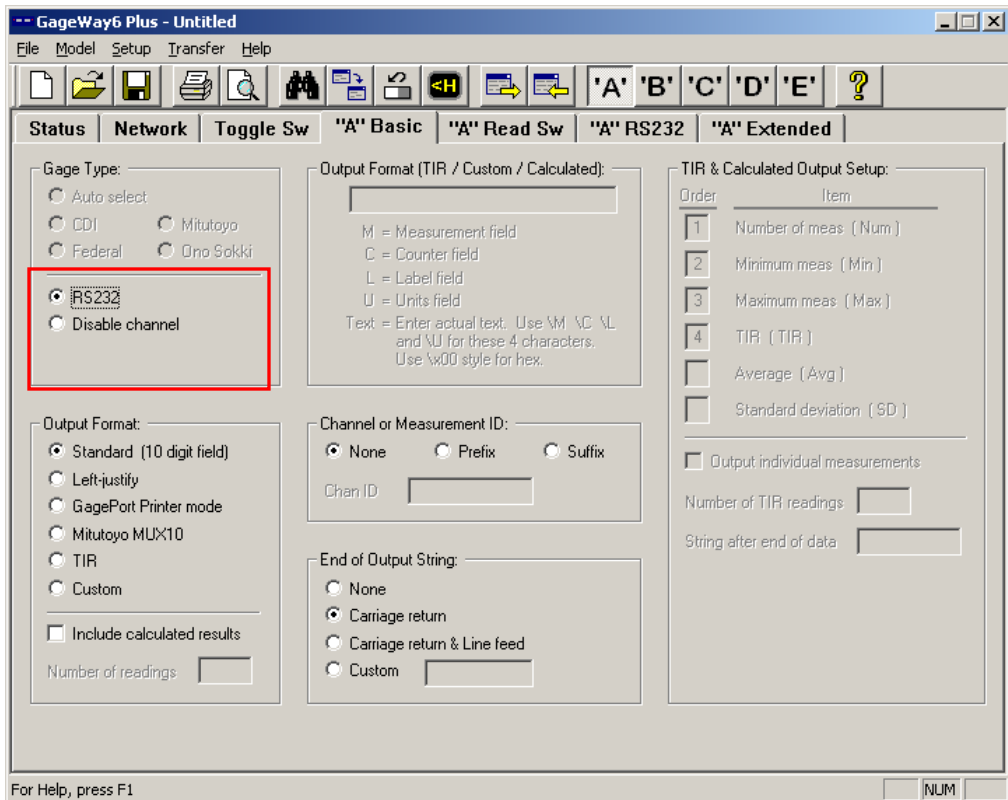 GageWay6 Plus - Untitled
File Model Setup Transfer Help
<H 'A' 'B' 'C' 'D' 'E' ?
Status Network Toggle Sw "A" Basic "A" Read Sw "A" RS232 "A" Extended
Gage Type:
Auto select
CDI Mitutoyo
Federal Ono Sokki
RS232
Disable channel
Output Format (TIR / Custom / Calculated):
M = Measurement field
C = Counter field
L = Label field
U = Units field
Text = Enter actual text. Use \M \C \L
and \U for these 4 characters.
Use \x00 style for hex.
TIR & Calculated Output Setup:
Order Item
1 Number of meas ( Num )
2 Minimum meas ( Min )
3 Maximum meas ( Max )
4 TIR ( TIR )
Average ( Avg )
Standard deviation ( SD )
Output individual measurements
Number of TIR readings
String after end of data
Output Format:
Standard (10 digit field)
Left-justify
GagePort Printer mode
Mitutoyo MUX10
TIR
Custom
Include calculated results
Number of readings
Channel or Measurement ID:
None Prefix Suffix
Chan ID
End of Output String:
None
Carriage return
Carriage return & Line feed
Custom
For Help, press F1
NUM